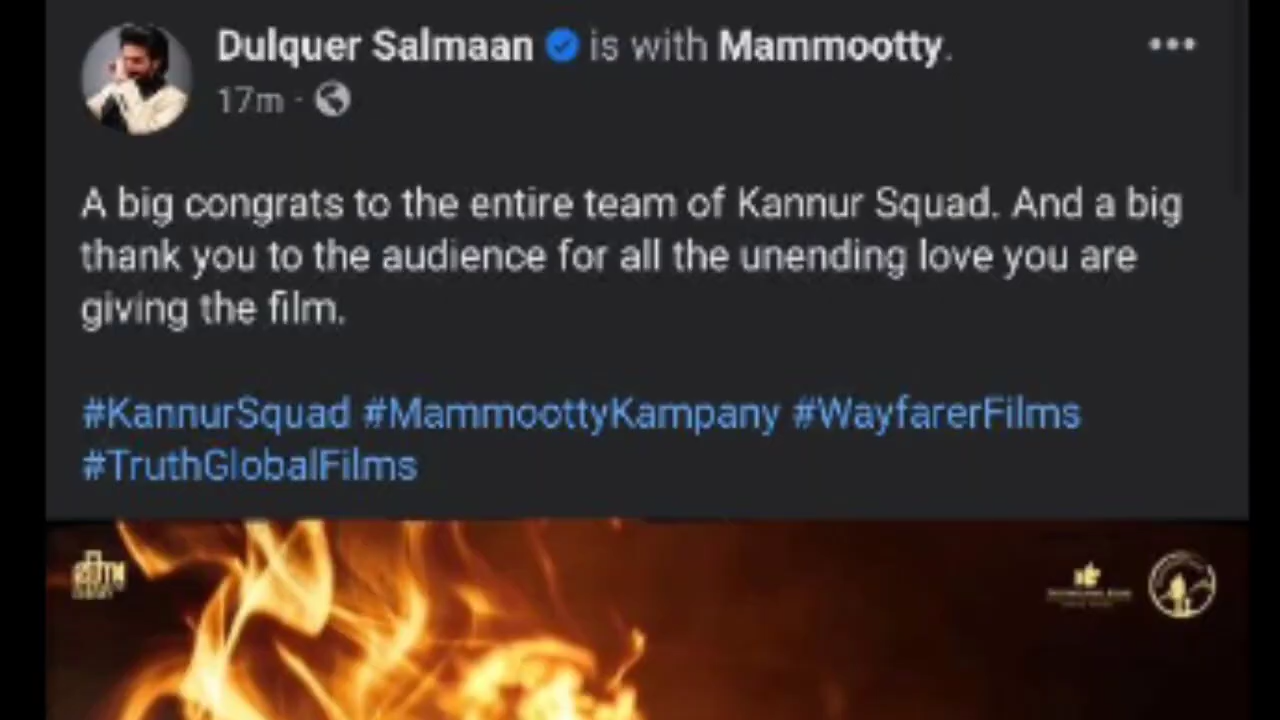 Dulquer Salmaan is with Mammootty.
17m ·
A big congrats to the entire team of Kannur Squad. And a big
thank you to the audience for all the unending love you are
giving the film.
#KannurSquad #MammoottyKampany #WayfarerFilms
#TruthGlobalFilms